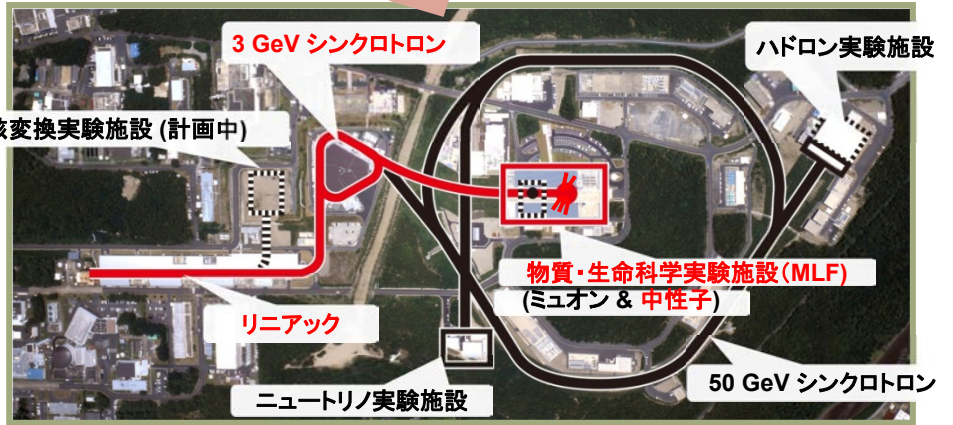 3 GeV シンクロトロン
ハドロン実験施設
変換実験施設 (計画中)
物質・生命科学実験施設（MLF)
(ミュオン & 中性子)
リニアック
50 GeV シンクロトロン
ニュートリノ実験施設